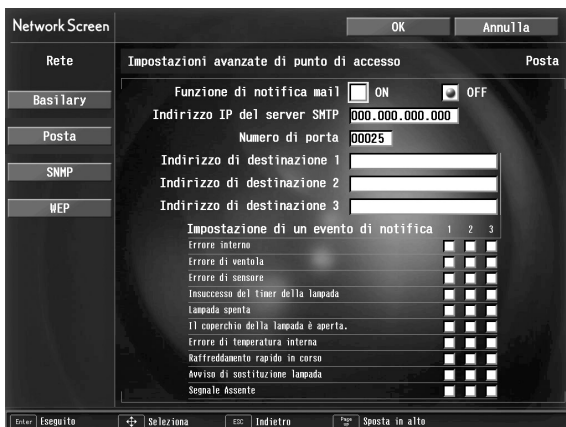 Network Screen
OK
Annulla
Rete
Impostazioni avanzate di punto di accesso
Posta
Basilary
Posta
SNMP
WEP
Funzione di notifica mail ON OFF
Indirizzo IP del server SMTP 000.000.000.000
Numero di porta 00025
Indirizzo di destinazione 1
Indirizzo di destinazione 2
Indirizzo di destinazione 3
Impostazione di un evento di notifica 1 2 3
Errore interno
Errore di ventola
Errore di sensore
Insuccesso del timer della lampada
Lampada spenta
Il coperchio della lampada è aperta.
Errore di temperatura interna
Raffreddamento rapido in corso
Avviso di sostituzione lampada
Segnale Assente
Enter Eseguito
Seleziona
ESC Indietro
Page UP Sposta in alto